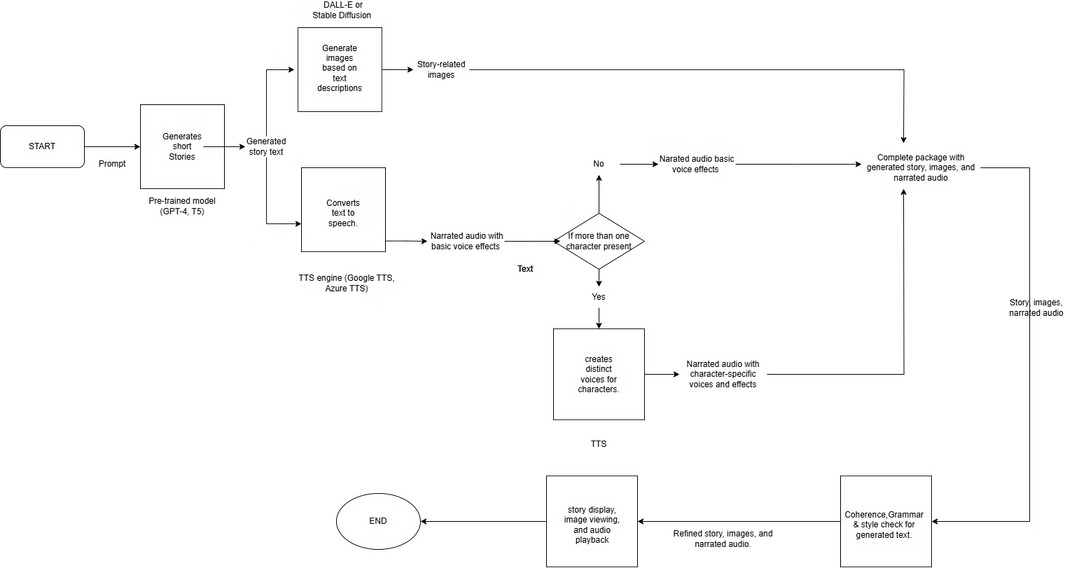 DALL-E or
Stable Diffusion
Generate
images
based on
text
descriptions
Story-related
images
START
Prompt
Generates
short
Stories
Pre-trained model
(GPT-4, T5)
Generated
story text
Converts
text to
speech.
TTS engine (Google TTS,
Azure TTS)
Narrated audio with
basic voice effects
Text
If more than one
character present
No
Narated audio basic
voice effects
Yes
creates
distinct
voices for
characters.
TTS
Narrated audio with
character-specific
voices and effects
Complete package with
generated story, images, and
narrated audio
Story, images,
narrated audio
Coherence,Grammar
& style check for
generated text.
Refined story, images, and
narrated audio.
story display,
image viewing,
and audio
playback
END